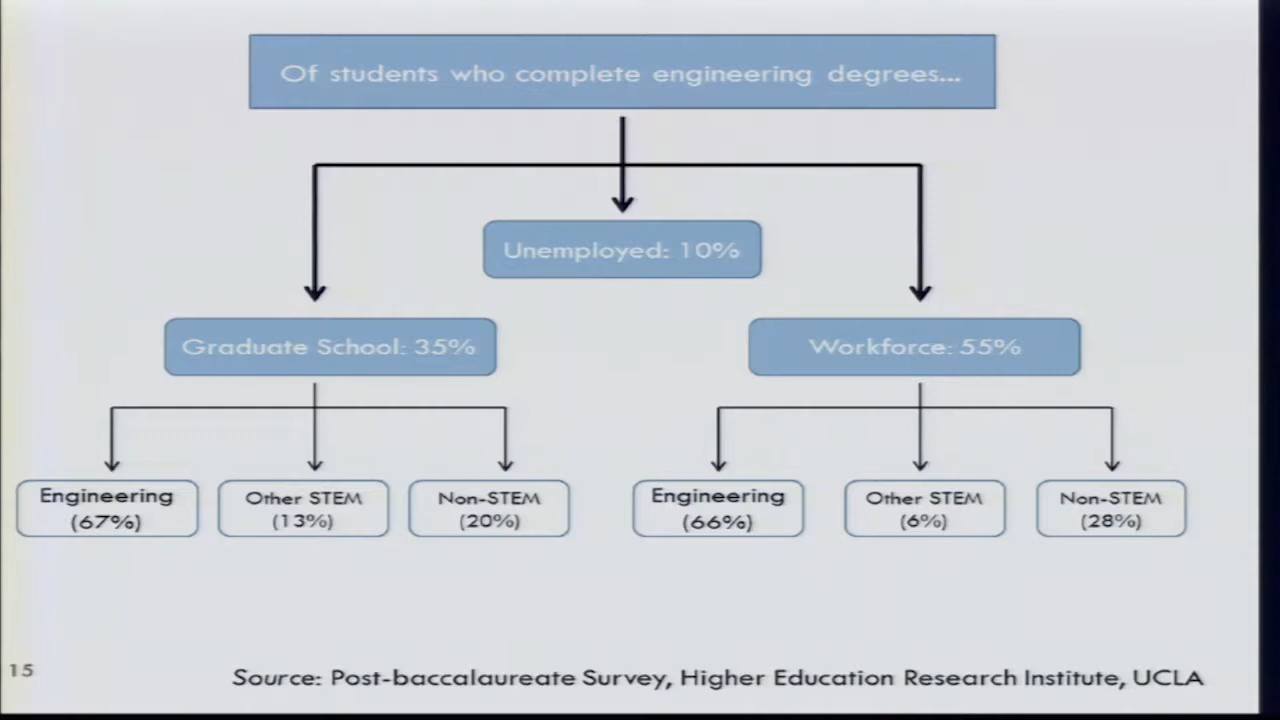 Of students who complete engineering degrees...
Unemployed: 10%
Graduate School: 35%
Workforce: 55%
Engineering
(67%)
Other STEM
(13%)
Non-STEM
(20%)
Engineering
(66%)
Other STEM
(6%)
Non-STEM
(28%)
15
Source: Post-baccalaureate Survey, Higher Education Research Institute, UCLA